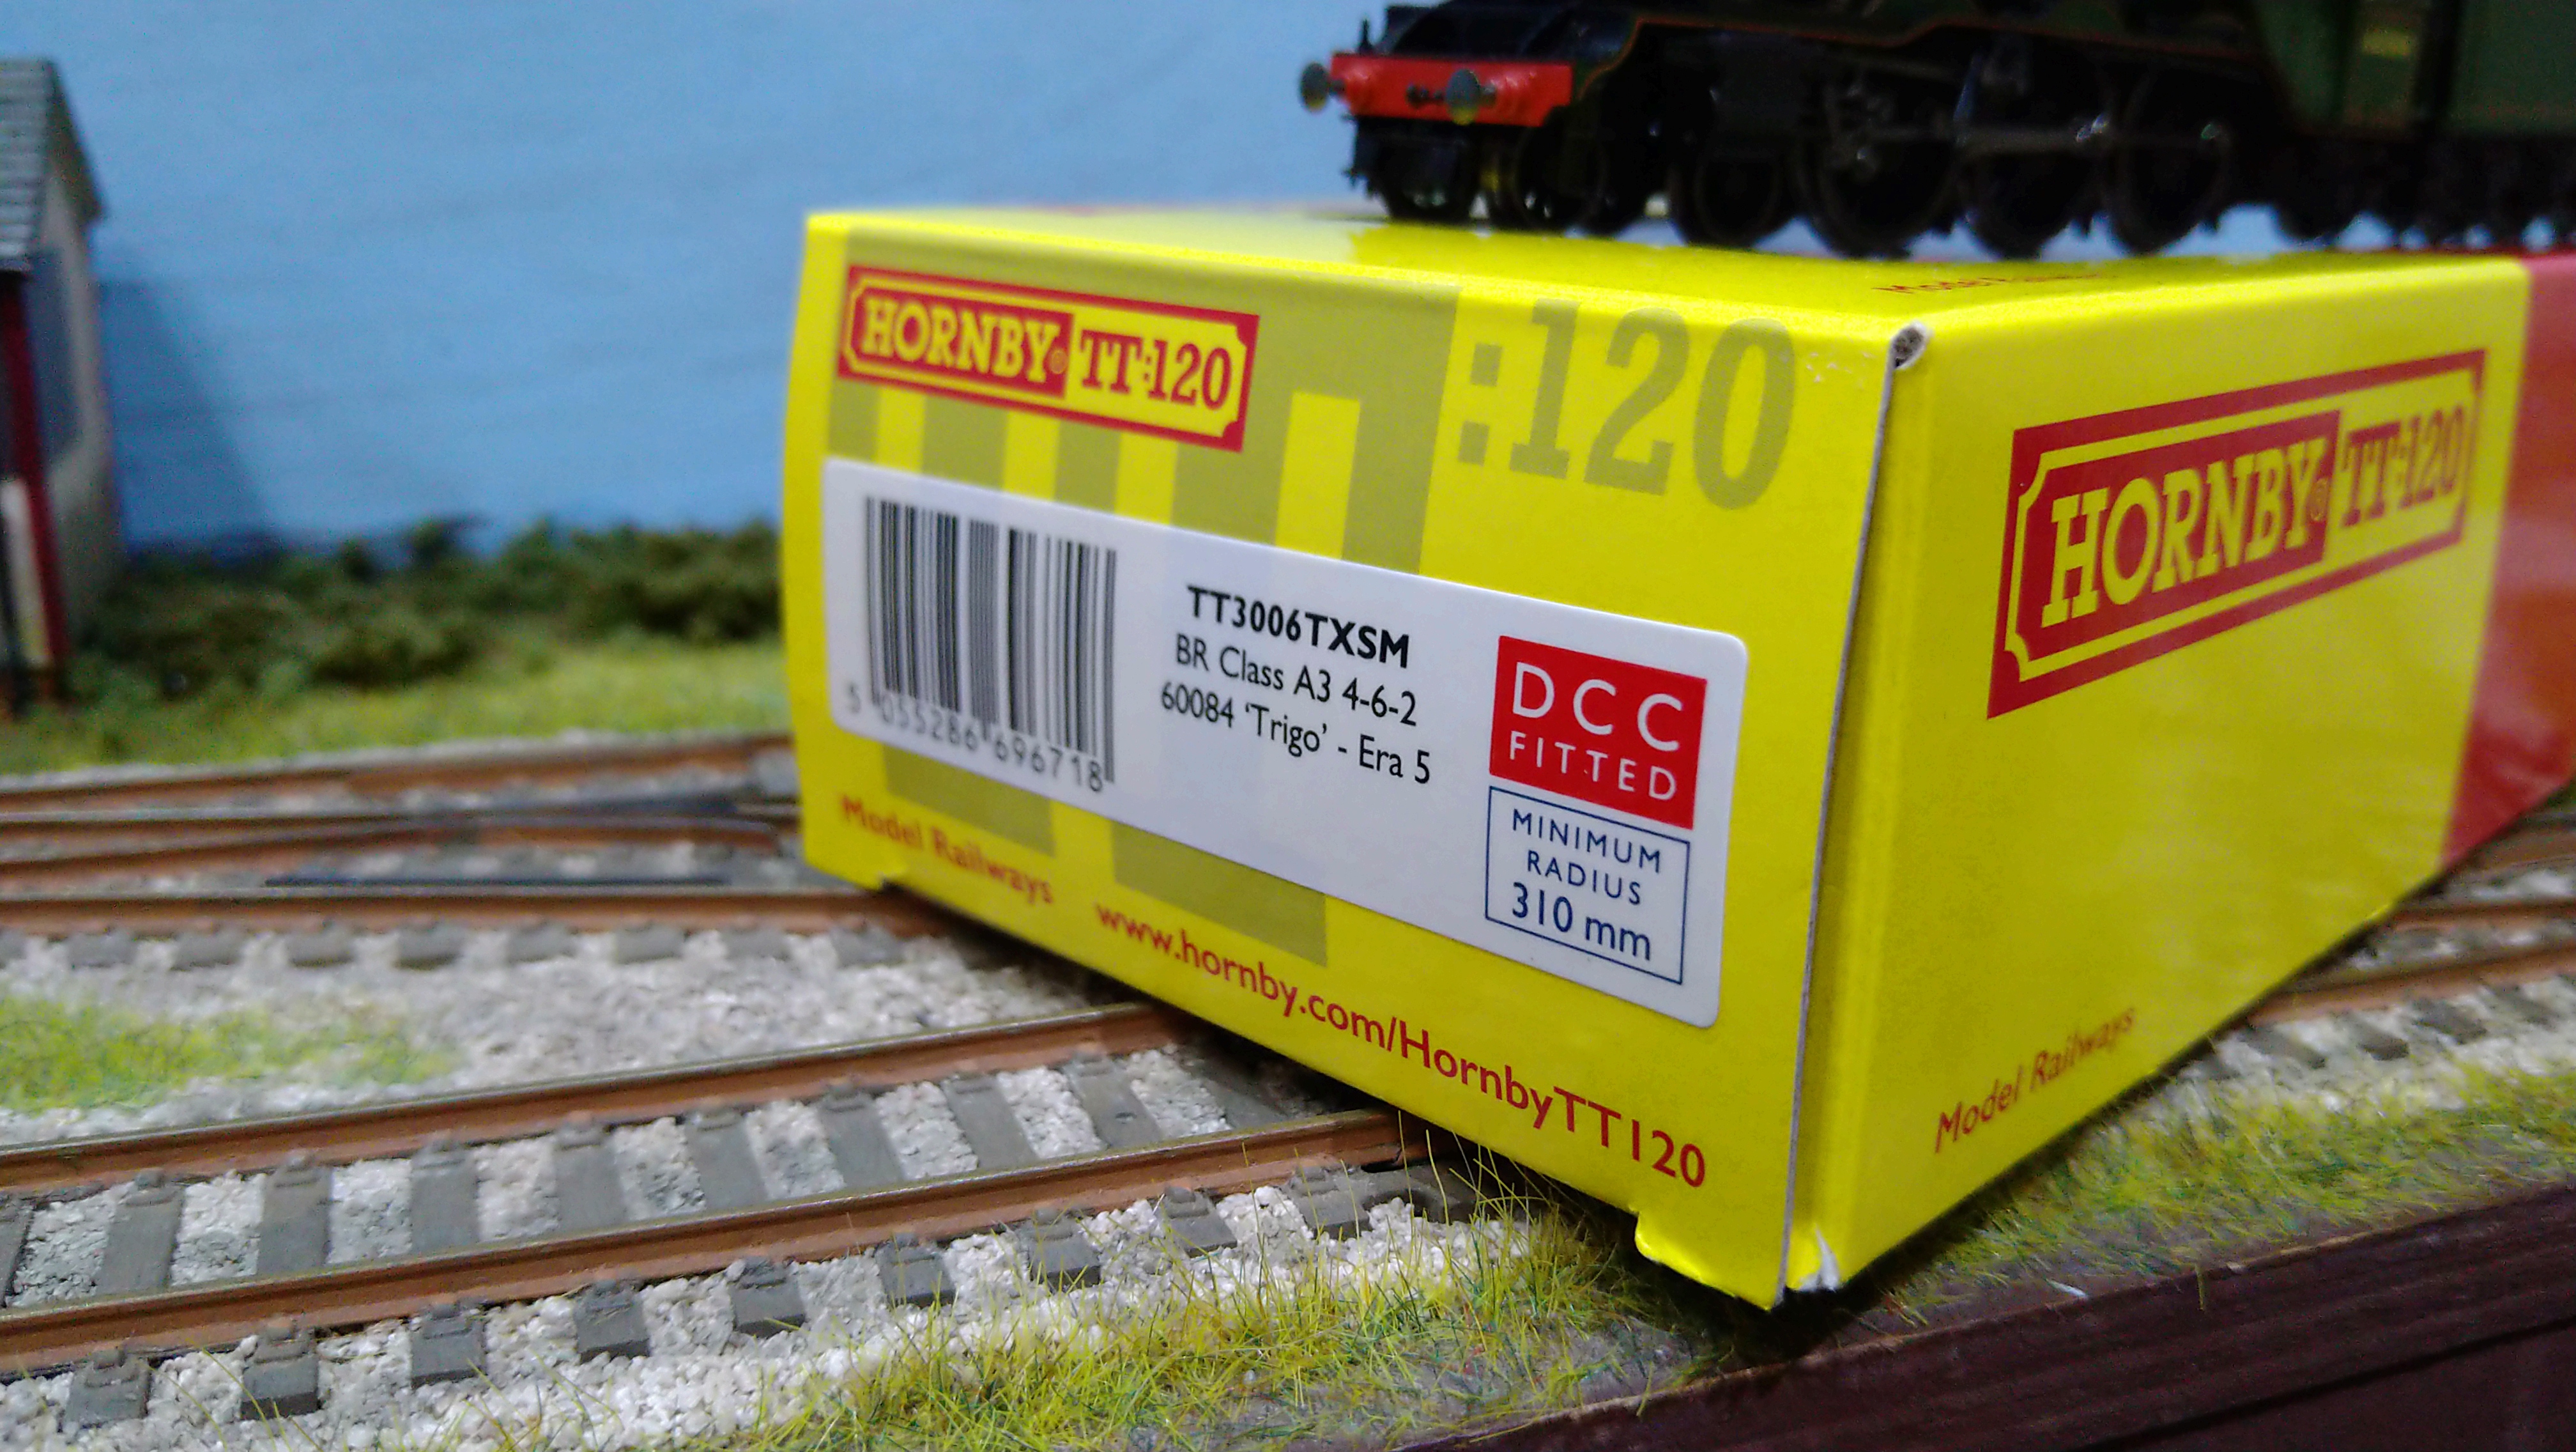 HORNBY® TT:120
:120
TT3006TXSM
BR Class A3 4-6-2
60084 ‘Trigo’ - Era 5
5 055286 696718
DCC
FITTED
MINIMUM
RADIUS
310 mm
Model Railways
www.hornby.com/HornbyTT120
HORNBY® TT:120
Model Railways